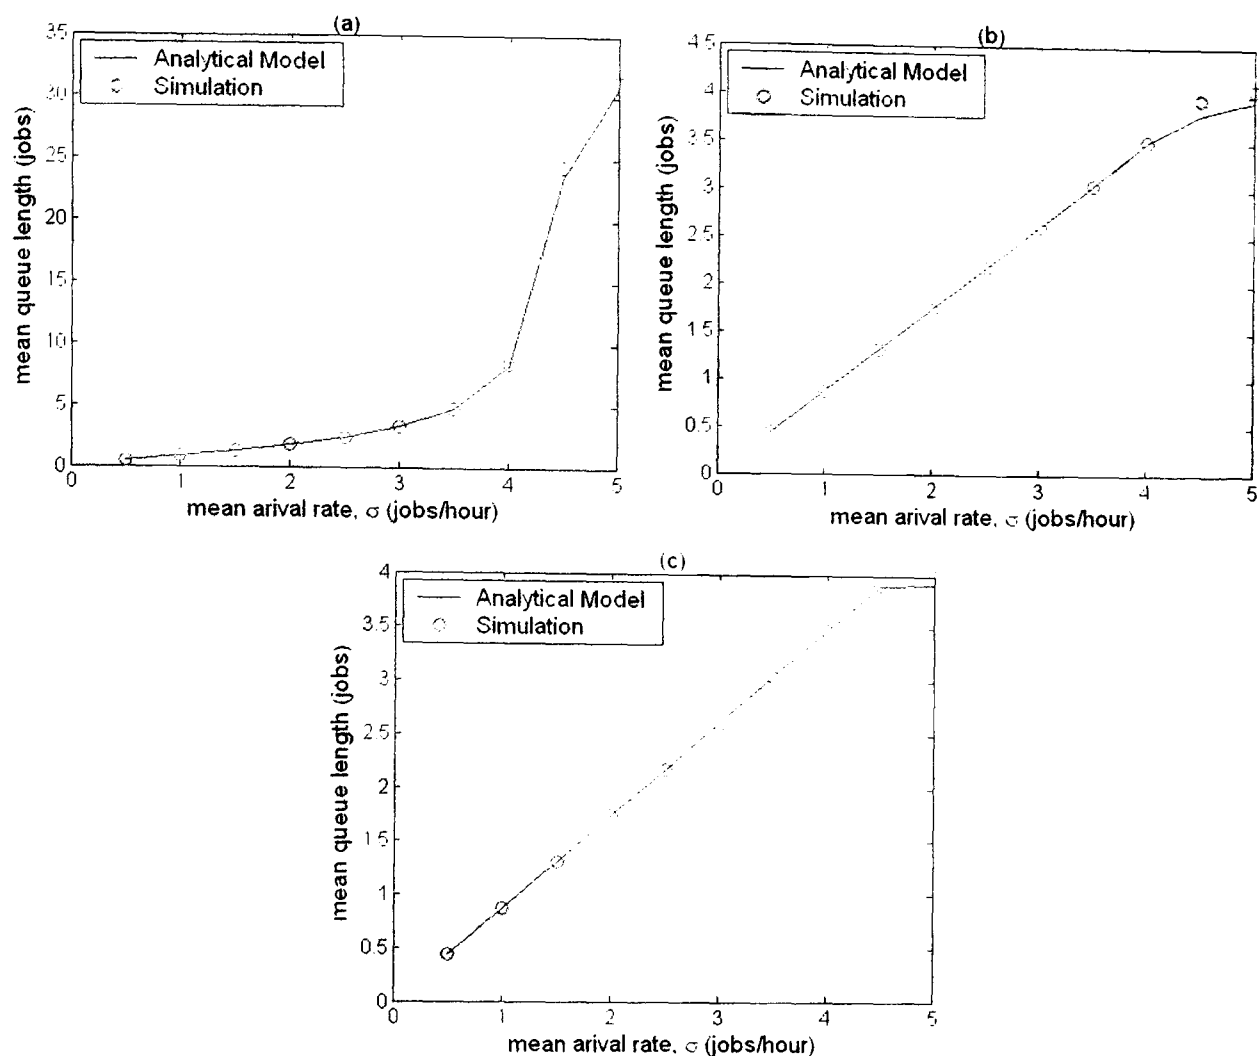 (a)
35
30
25
20
15
10
5
0
Analytical Model
Simulation
mean queue length (jobs)
0 1 2 3 4 5
mean arival rate, σ (jobs/hour)
(b)
4.5
4
3.5
3
2.5
2
1.5
1
0.5
0
Analytical Model
Simulation
mean queue length (jobs)
0 1 2 3 4 5
mean arival rate, σ (jobs/hour)
(c)
4
3.5
3
2.5
2
1.5
1
0.5
0
Analytical Model
Simulation
mean queue length (jobs)
0 1 2 3 4 5
mean arival rate, σ (jobs/hour)